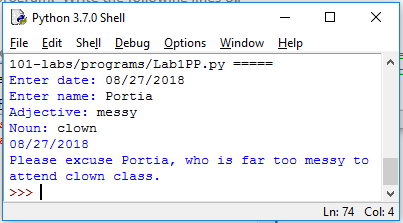 Python 3.7.0 Shell
File Edit Shell Debug Options Window Help
101-labs/programs/Lab1PP.py =====
Enter date: 08/27/2018
Enter name: Portia
Adjective: messy
Noun: clown
08/27/2018
Please excuse Portia, who is far too messy to
attend clown class.
>>>
Ln: 74 Col: 4